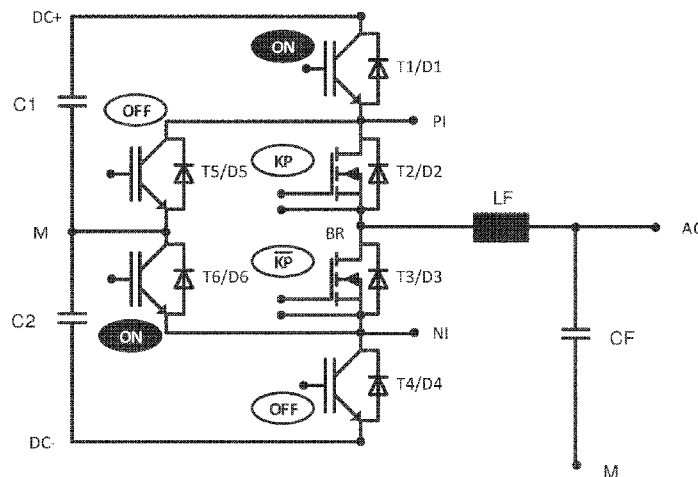 DC+
ON
T1/D1
C1
OFF
PI
KP
T5/D5
T2/D2
LF
M
BR
AC
K̅P̅
T6/D6
T3/D3
C2
ON
NI
CF
T4/D4
OFF
DC-
M